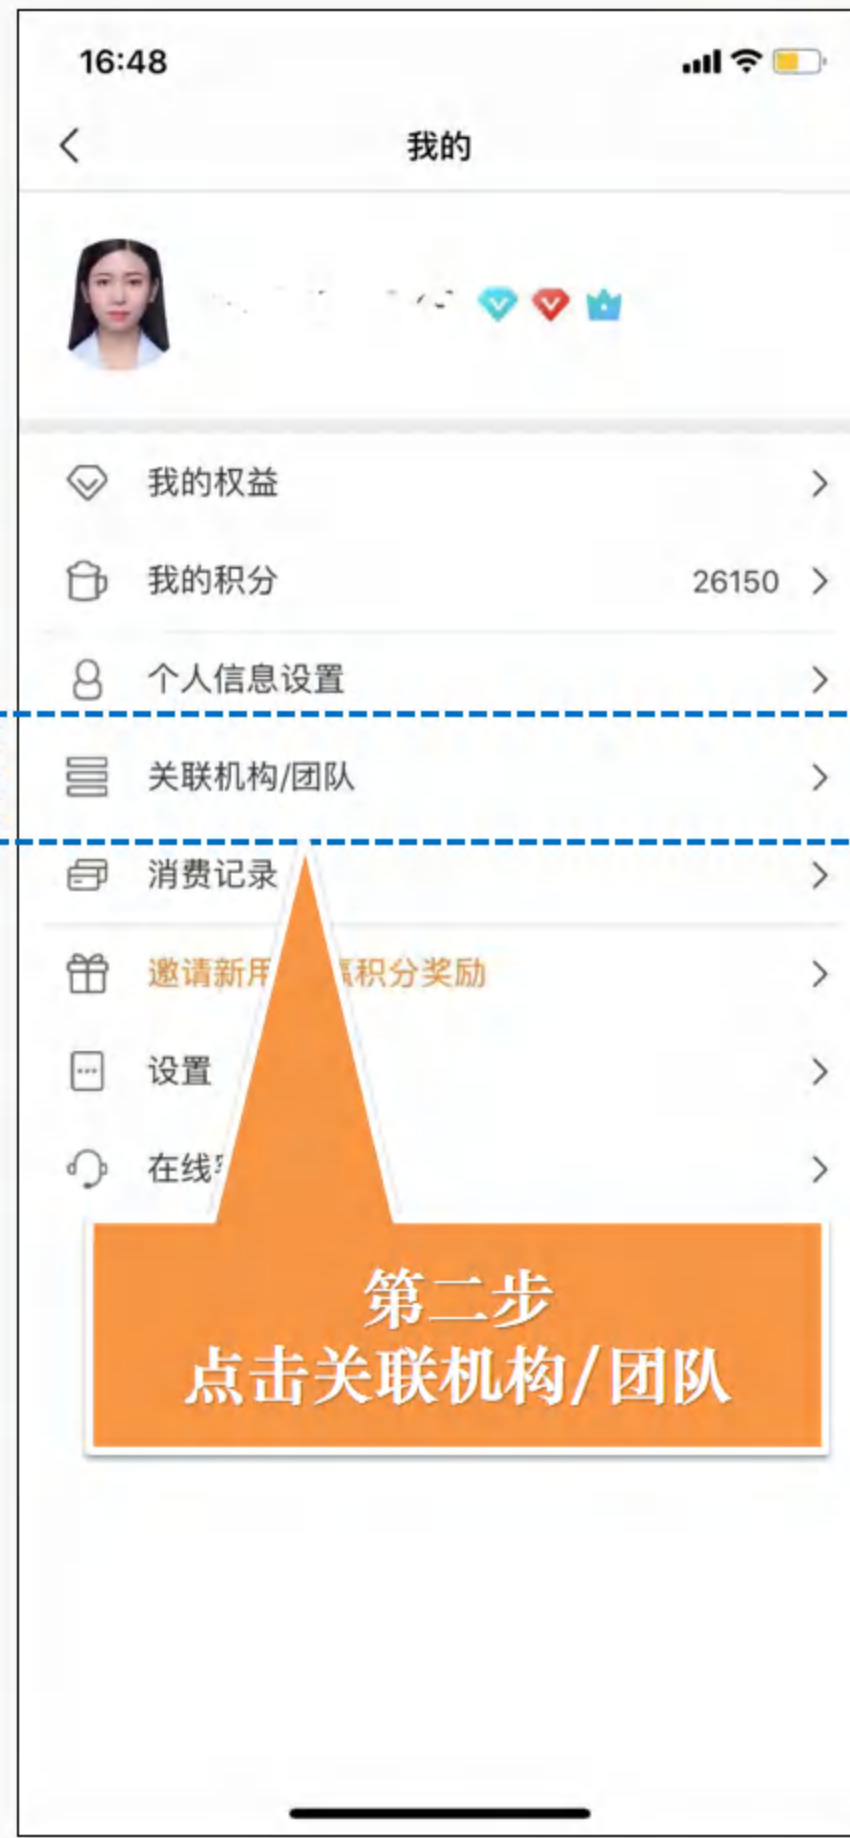 16:48
我的
我的权益
我的积分 26150
个人信息设置
关联机构/团队
消费记录
邀请新用 积分奖励
设置
在线
第二步
点击关联机构/团队